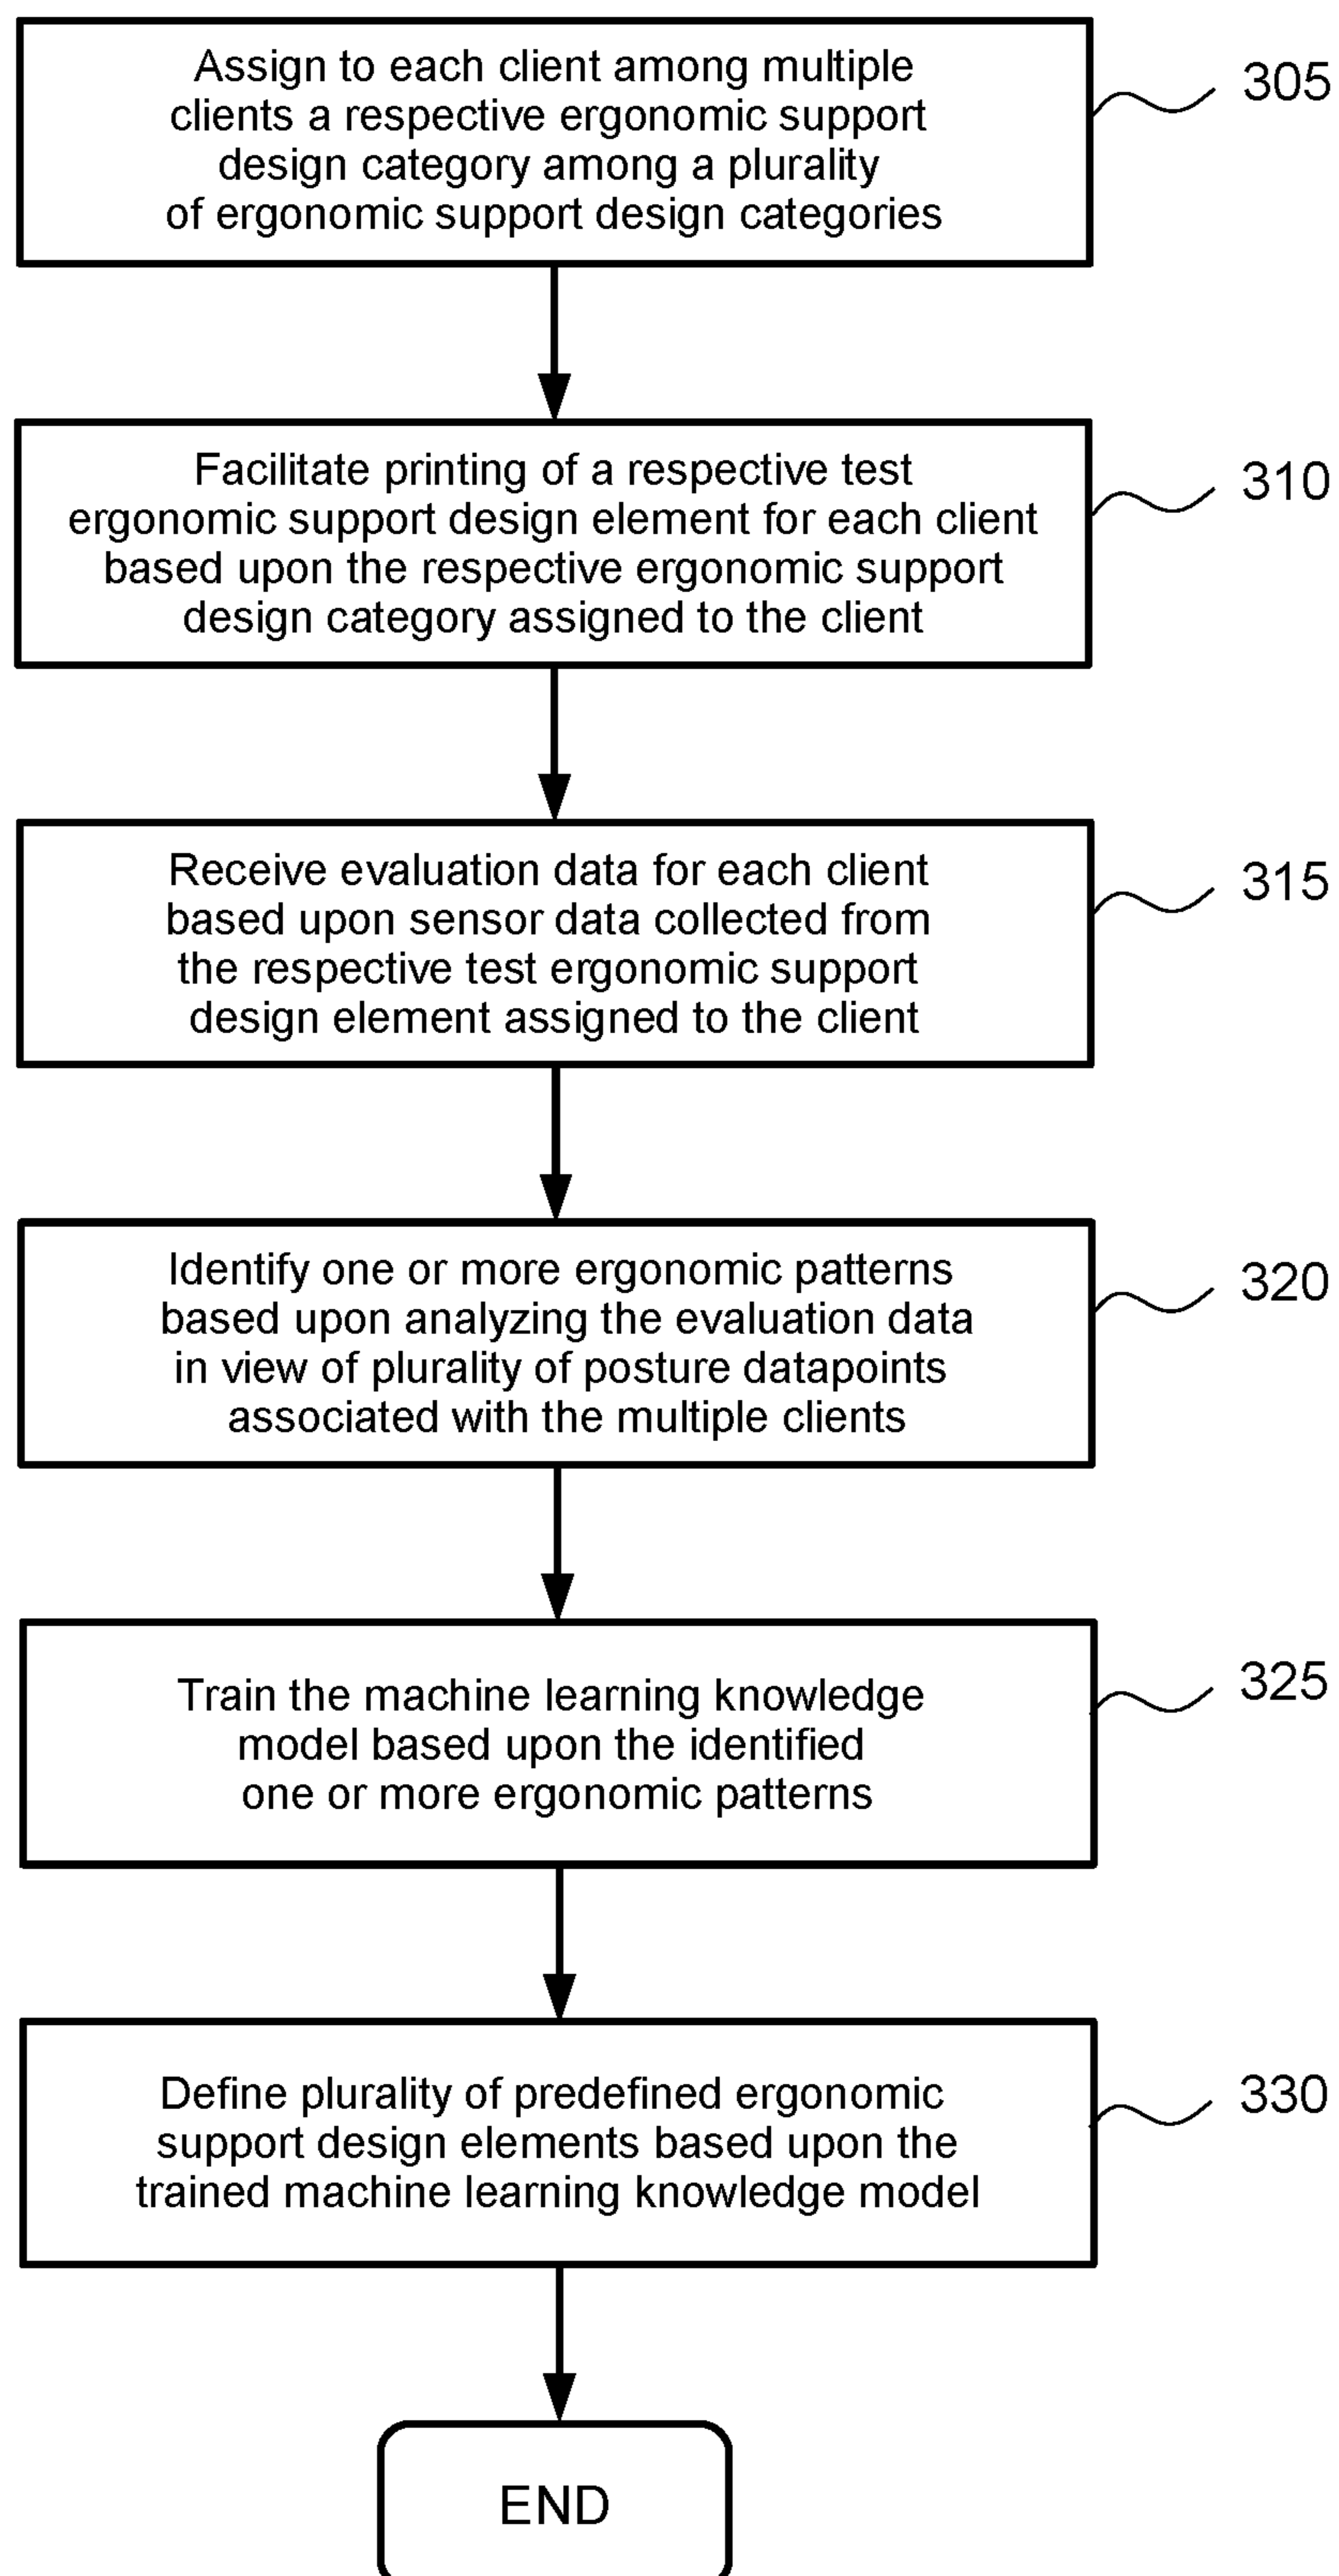 Assign to each client among multiple
clients a respective ergonomic support
design category among a plurality
of ergonomic support design categories
305
Facilitate printing of a respective test
ergonomic support design element for each client
based upon the respective ergonomic support
design category assigned to the client
310
Receive evaluation data for each client
based upon sensor data collected from
the respective test ergonomic support
design element assigned to the client
315
Identify one or more ergonomic patterns
based upon analyzing the evaluation data
in view of plurality of posture datapoints
associated with the multiple clients
320
Train the machine learning knowledge
model based upon the identified
one or more ergonomic patterns
325
Define plurality of predefined ergonomic
support design elements based upon the
trained machine learning knowledge model
330
END